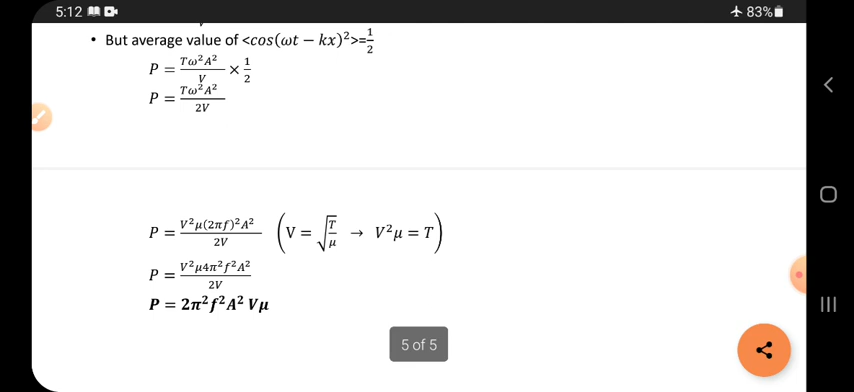 5:12 83%
• But average value of <cos(ωt − kx)²>=1/2
P = Tω²A²/V × 1/2
P = Tω²A²/2V
P = V²μ(2πf)²A²/2V (V = √(T/μ) → V²μ = T)
P = V²μ4π²f²A²/2V
P = 2π²f²A² Vμ
5 of 5